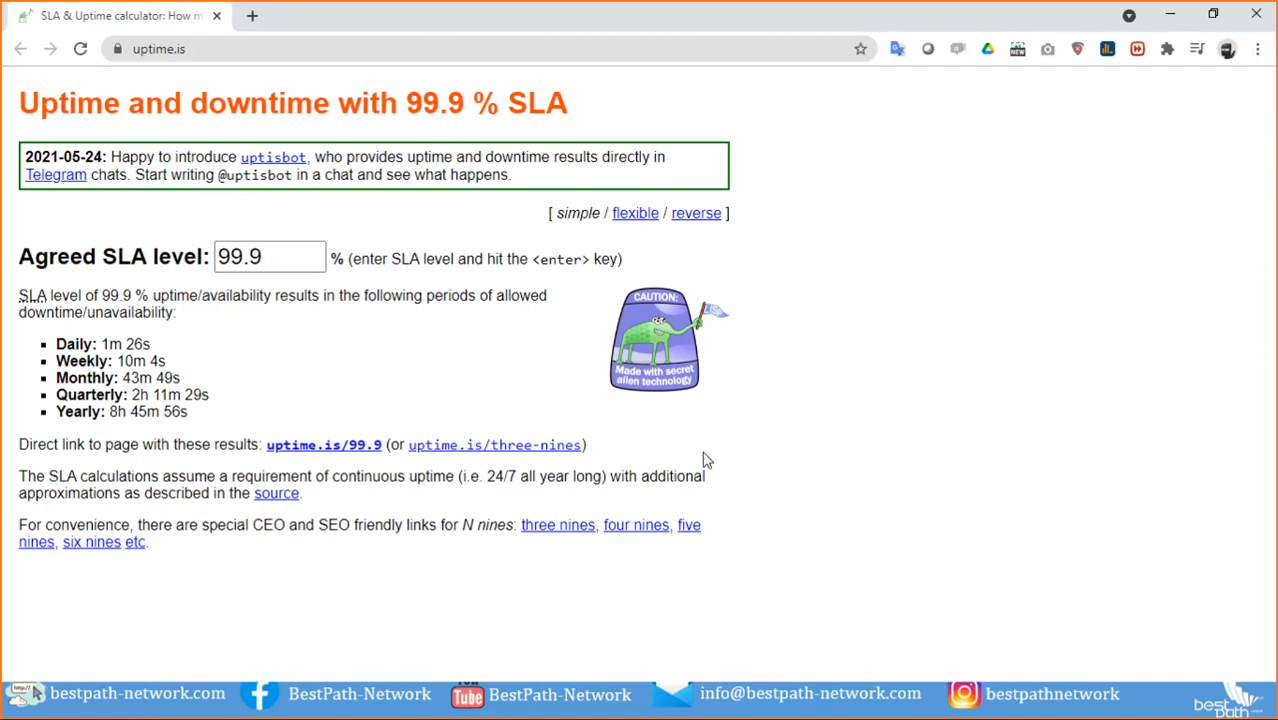 SLA & Uptime calculator: How m
uptime.is
Uptime and downtime with 99.9 % SLA
2021-05-24: Happy to introduce uptisbot, who provides uptime and downtime results directly in
Telegram chats. Start writing @uptisbot in a chat and see what happens.
[ simple / flexible / reverse ]
Agreed SLA level: 99.9 % (enter SLA level and hit the <enter> key)
SLA level of 99.9 % uptime/availability results in the following periods of allowed
downtime/unavailability:
CAUTION:
LISP
Made with secret
alien technology
Daily: 1m 26s
Weekly: 10m 4s
Monthly: 43m 49s
Quarterly: 2h 11m 29s
Yearly: 8h 45m 56s
Direct link to page with these results: uptime.is/99.9 (or uptime.is/three-nines)
The SLA calculations assume a requirement of continuous uptime (i.e. 24/7 all year long) with additional
approximations as described in the source.
For convenience, there are special CEO and SEO friendly links for N nines: three nines, four nines, five
nines, six nines etc.
http:// bestpath-network.com BestPath-Network You Tube BestPath-Network info@bestpath-network.com bestpathnetwork best path